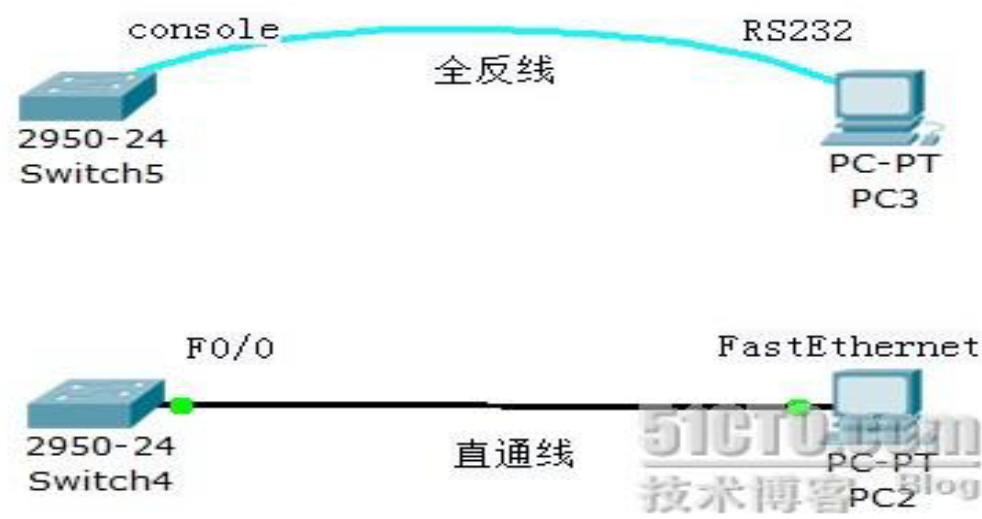 console
RS232
全反线
2950-24
Switch5
PC-PT
PC3
F0/0
FastEthernet
直通线
2950-24
Switch4
51CTO.com
PC-PT
技术博客 Blog
PC2